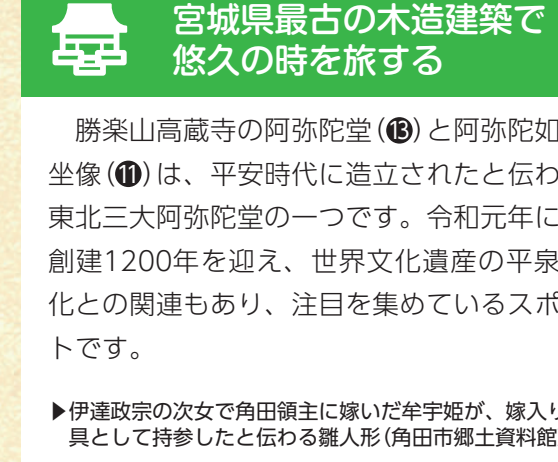 宮城県最古の木造建築で
悠久の時を旅する
勝楽山高蔵寺の阿弥陀堂(⓭)と阿弥陀如
坐像(⓫)は、平安時代に造立されたと伝わ
東北三大阿弥陀堂の一つです。令和元年に
創建1200年を迎え、世界文化遺産の平泉
化との関連もあり、注目を集めているスポ
トです。
▶伊達政宗の次女で角田領主に嫁いだ牟宇姫が、嫁入り
具として持参したと伝わる雛人形(角田市郷土資料館